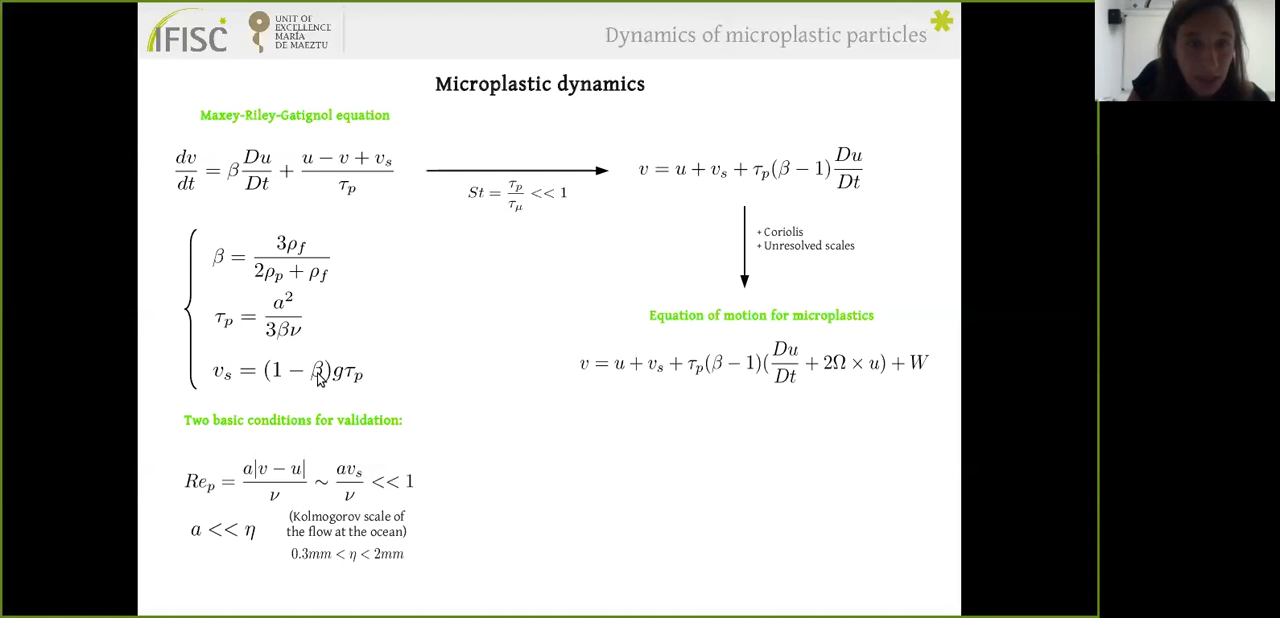 IFISC
UNIT OF
EXCELLENCE
MARÍA
DE MAEZTU
Dynamics of microplastic particles
Microplastic dynamics
Maxey-Riley-Gatignol equation
dv/dt = β Du/Dt + (u − v + v_s)/τ_p
St = τ_p/τ_μ << 1
v = u + v_s + τ_p(β − 1) Du/Dt
+ Coriolis
+ Unresolved scales
β = 3ρ_f/(2ρ_p + ρ_f)
τ_p = a²/(3βν)
v_s = (1 − β)gτ_p
Equation of motion for microplastics
v = u + v_s + τ_p(β − 1)(Du/Dt + 2Ω × u) + W
Two basic conditions for validation:
Re_p = a|v − u|/ν ∼ av_s/ν << 1
a << η
(Kolmogorov scale of
the flow at the ocean)
0.3mm < η < 2mm